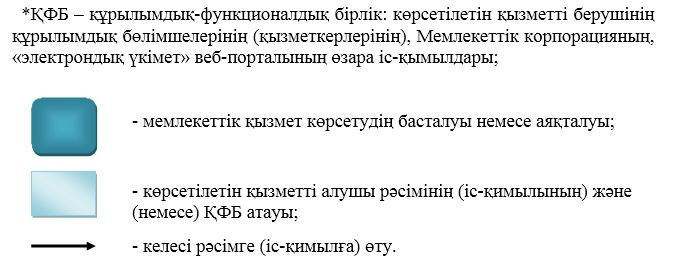 *ҚФБ – құрылымдық-функционалдық бірлік: көрсетілетін қызметті берушінің
құрылымдық бөлімшелерінің (қызметкерлерінің), Мемлекеттік корпорацияның,
«электрондық үкімет» веб-порталының өзара іс-қымылдары;
- мемлекеттік қызмет көрсетудің басталуы немесе аяқталуы;
- көрсетілетін қызметті алушы рәсімінің (іс-қимылының) және
(немесе) ҚФБ атауы;
- келесі рәсімге (іс-қимылға) өту.